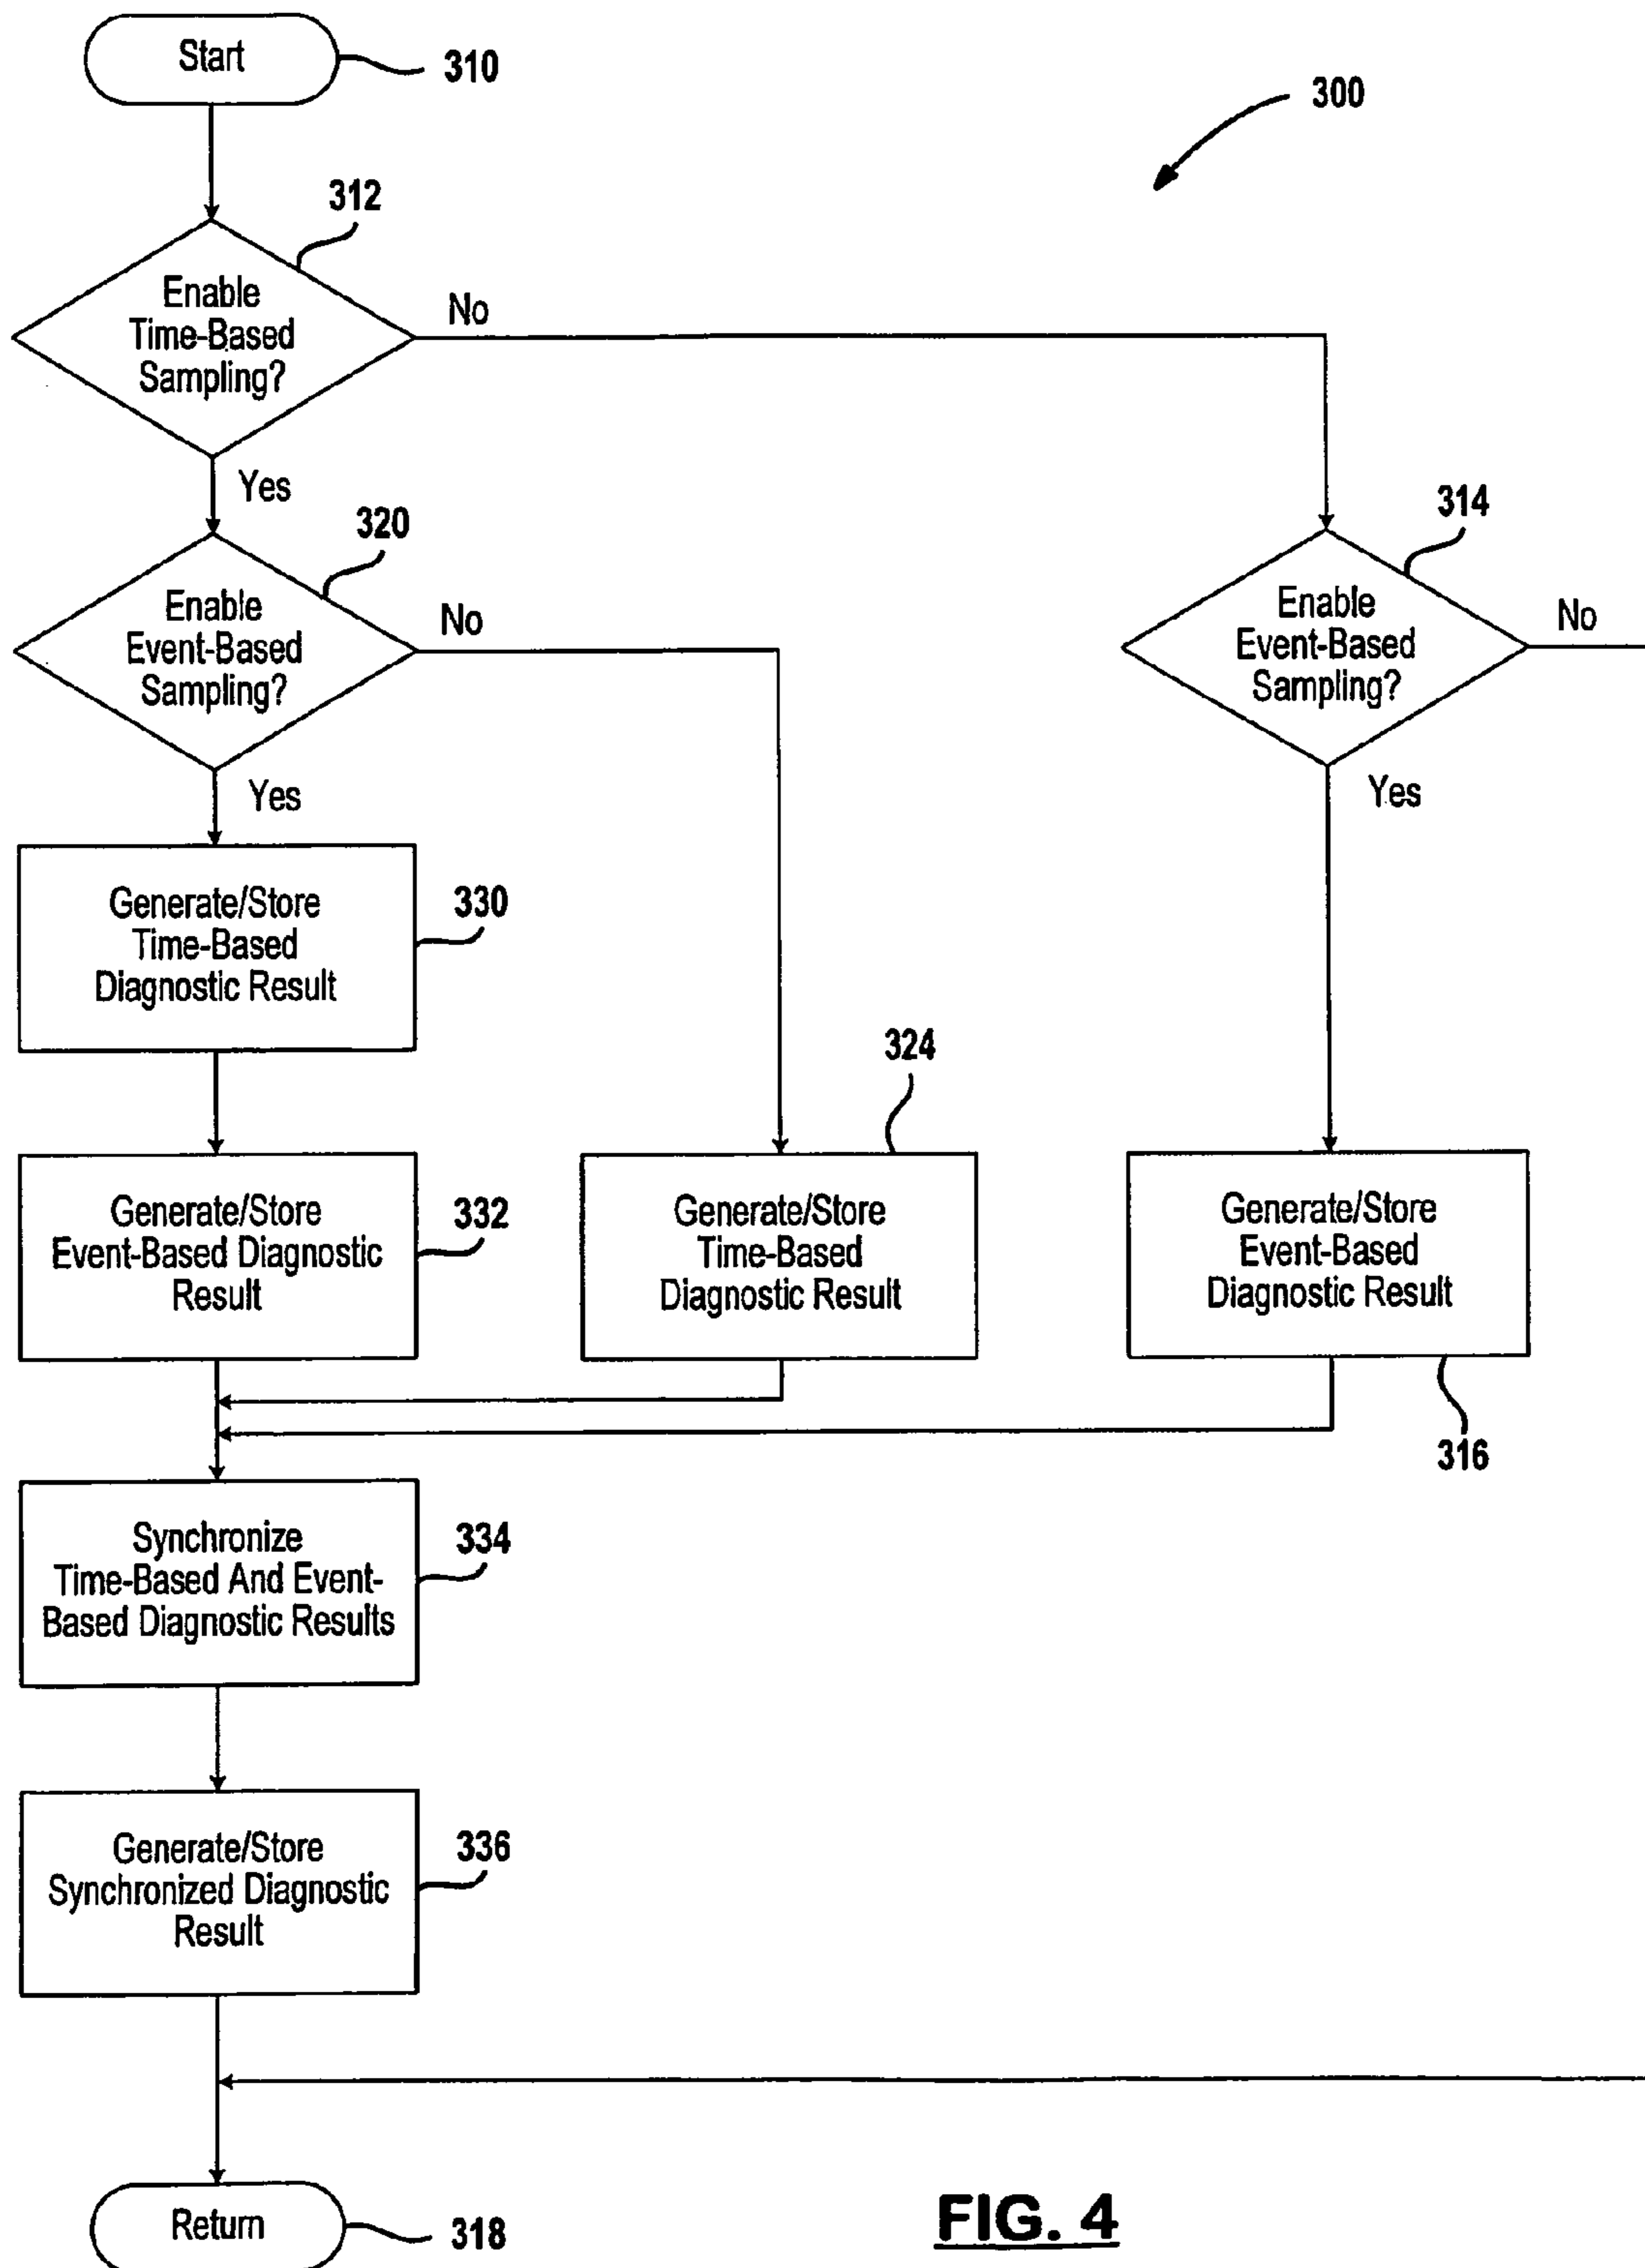 Start
310
300
312
Enable
Time-Based
Sampling?
No
Yes
320
Enable
Event-Based
Sampling?
No
314
Enable
Event-Based
Sampling?
No
Yes
Yes
Generate/Store
Time-Based
Diagnostic Result
330
324
Generate/Store
Event-Based Diagnostic
Result
332
Generate/Store
Time-Based
Diagnostic Result
Generate/Store
Event-Based
Diagnostic Result
316
Synchronize
Time-Based And Event-
Based Diagnostic Results
334
Generate/Store
Synchronized Diagnostic
Result
336
Return
318
FIG. 4